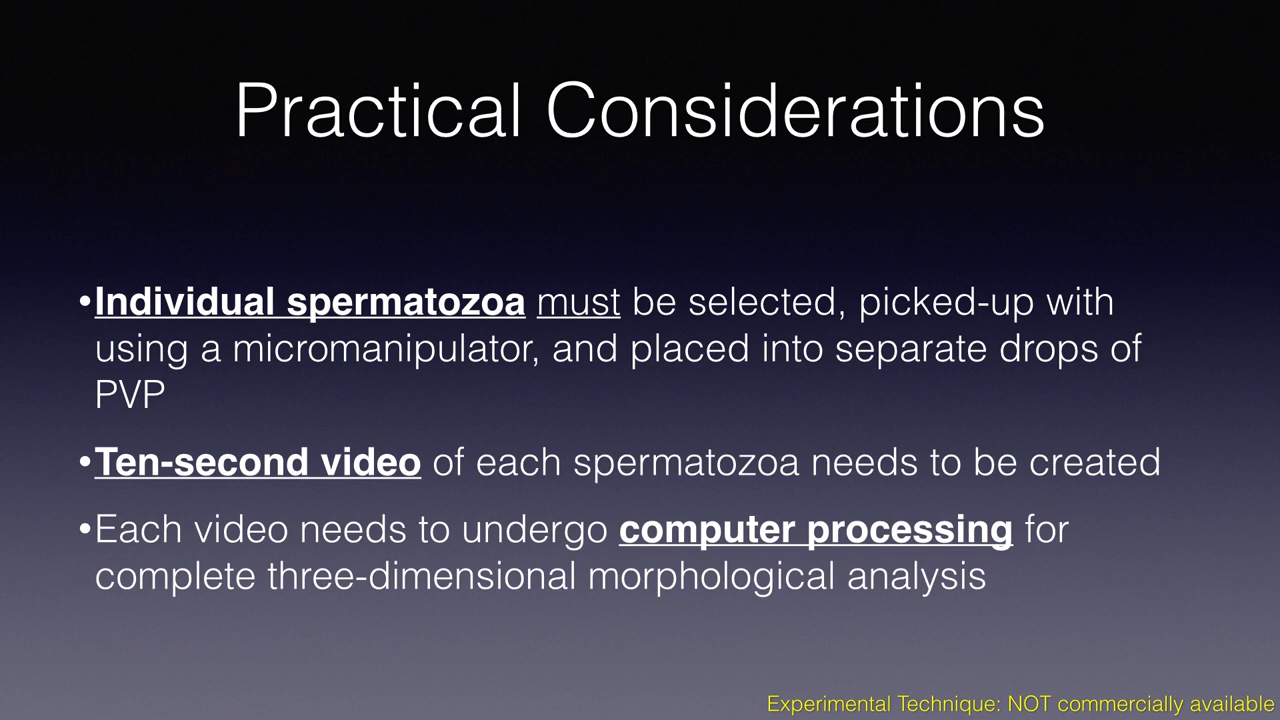 Practical Considerations
•Individual spermatozoa must be selected, picked-up with
using a micromanipulator, and placed into separate drops of
PVP
•Ten-second video of each spermatozoa needs to be created
•Each video needs to undergo computer processing for
complete three-dimensional morphological analysis
Experimental Technique: NOT commercially available